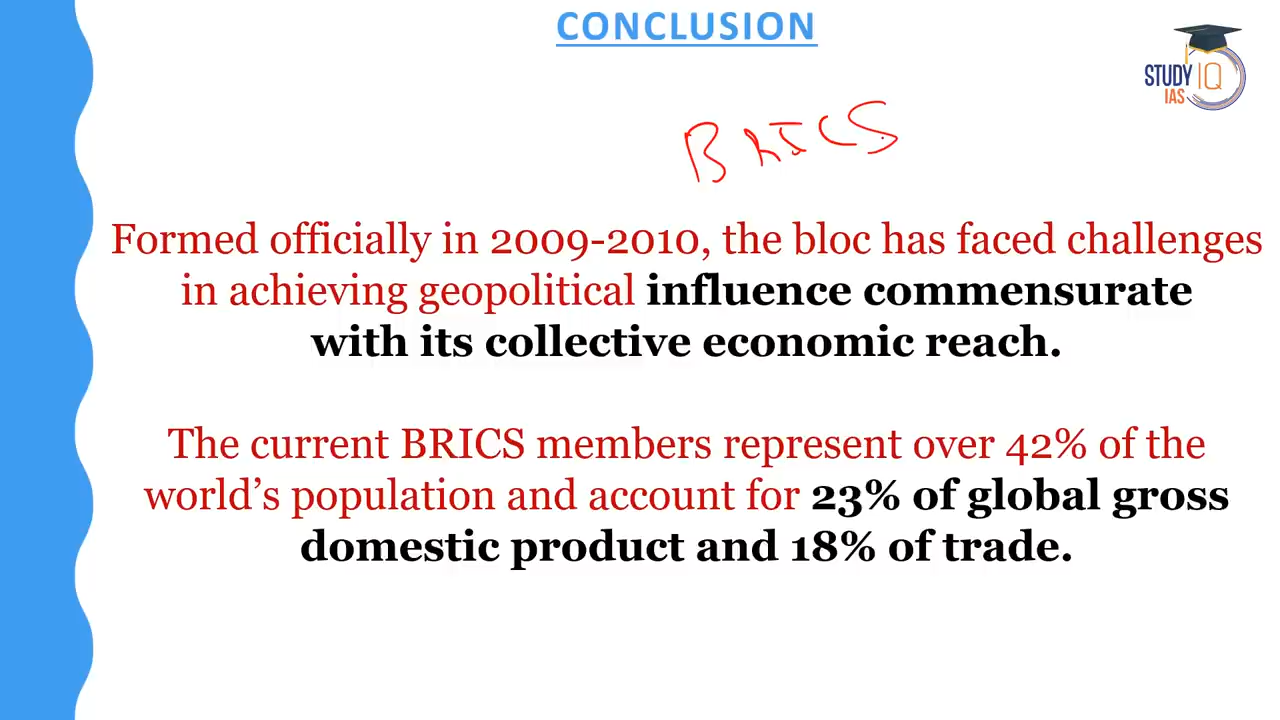 CONCLUSION
STUDY IQ
IAS
BRICS
Formed officially in 2009-2010, the bloc has faced challenges
in achieving geopolitical influence commensurate
with its collective economic reach.
The current BRICS members represent over 42% of the
world’s population and account for 23% of global gross
domestic product and 18% of trade.